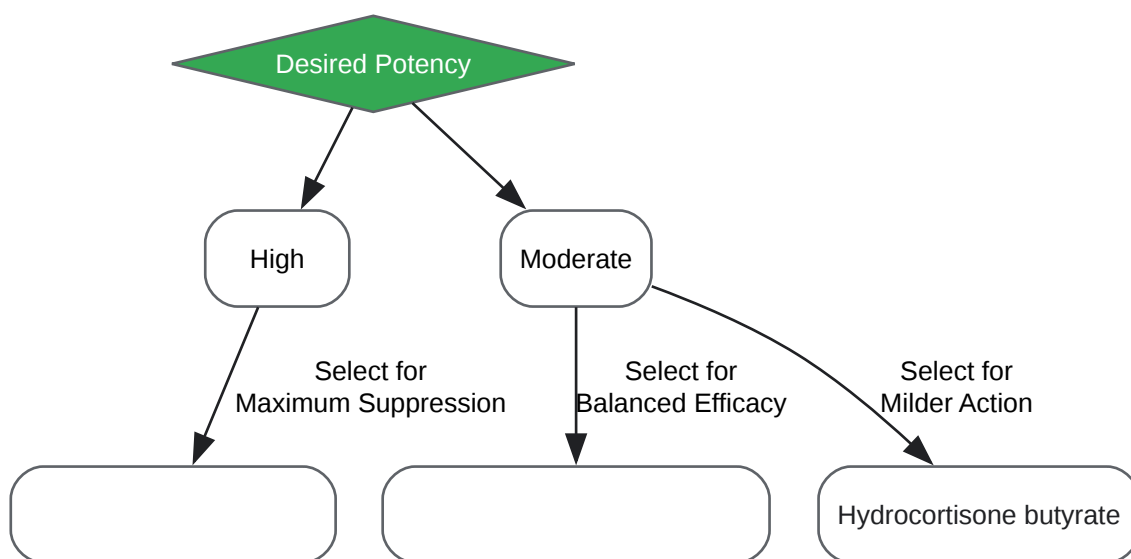 Desired Potency
High
Moderate
Select for
Maximum Suppression
Select for
Balanced Efficacy
Select for
Milder Action
Hydrocortisone butyrate